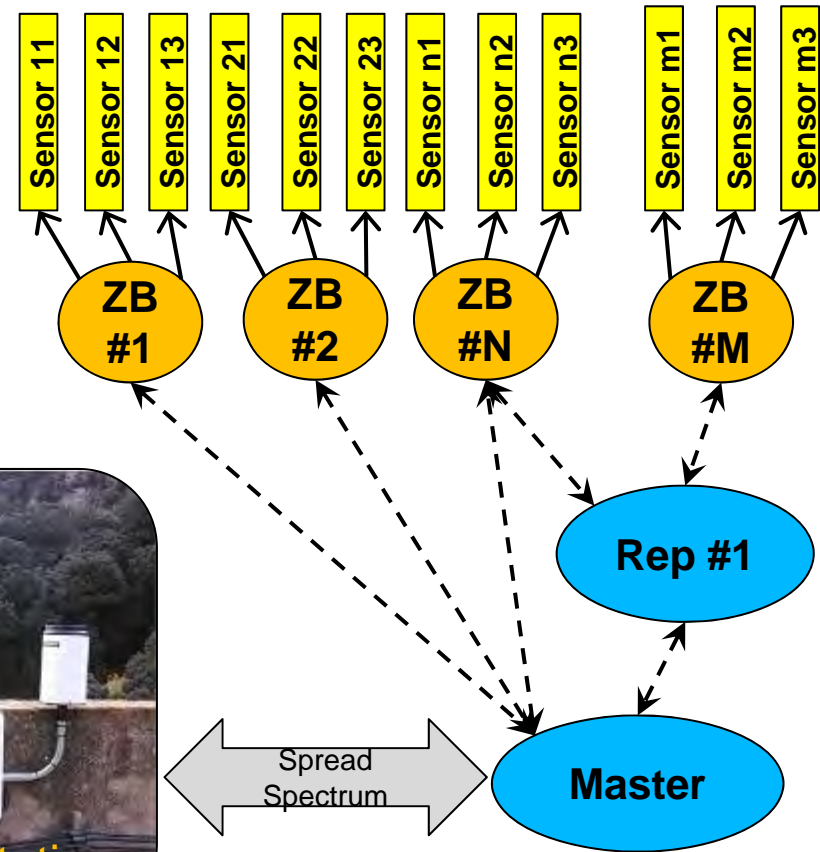 Sensor 11
Sensor 12
Sensor 13
Sensor 21
Sensor 22
Sensor 23
Sensor n1
Sensor n2
Sensor n3
Sensor m1
Sensor m2
Sensor m3
ZB
#1
ZB
#2
ZB
#N
ZB
#M
Rep #1
Spread
Spectrum
Master